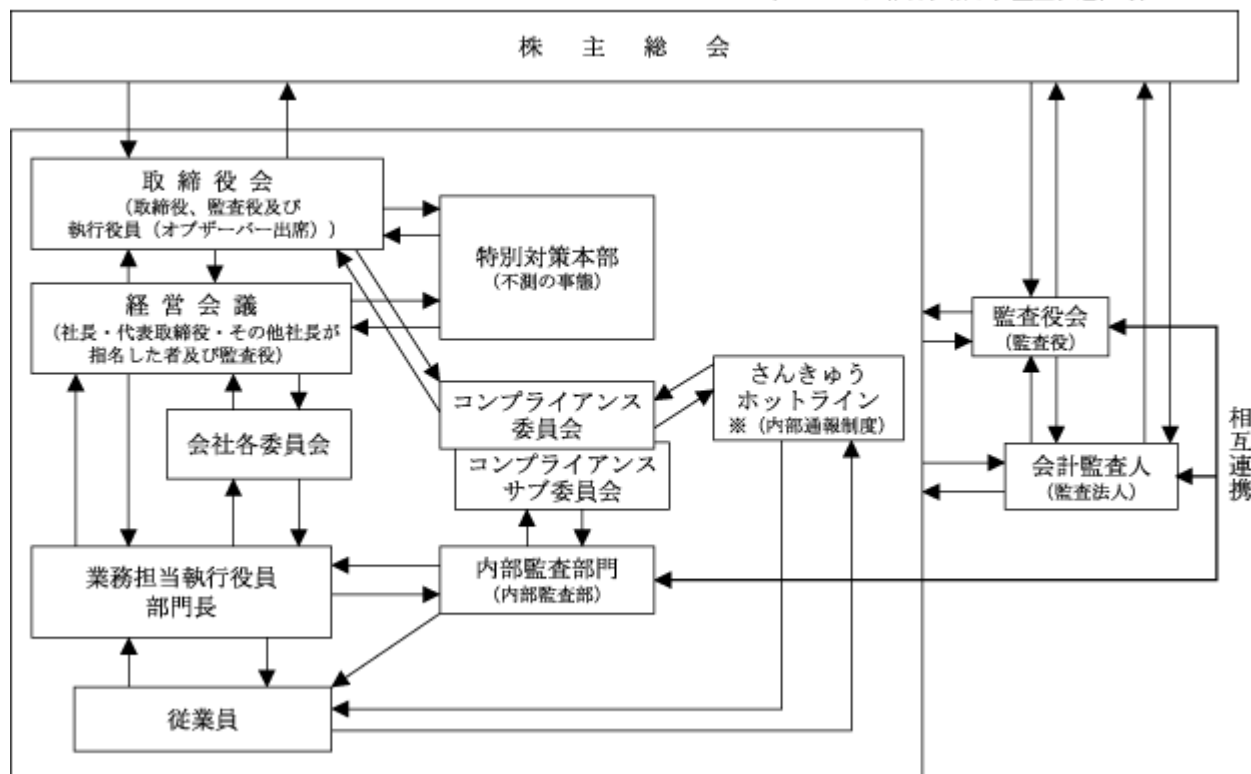 株主総会
取締役会
(取締役、監査役及び
執行役員(オブザーバー出席))
特別対策本部
(不測の事態)
経営会議
(社長・代表取締役・その他社長が
指名した者及び監査役)
監査役会
(監査役)
コンプライアンス
委員会
さんきゅう
ホットライン
※(内部通報制度)
会社各委員会
コンプライアンス
サブ委員会
会計監査人
(監査法人)
相互連携
業務担当執行役員
部門長
内部監査部門
(内部監査部)
従業員